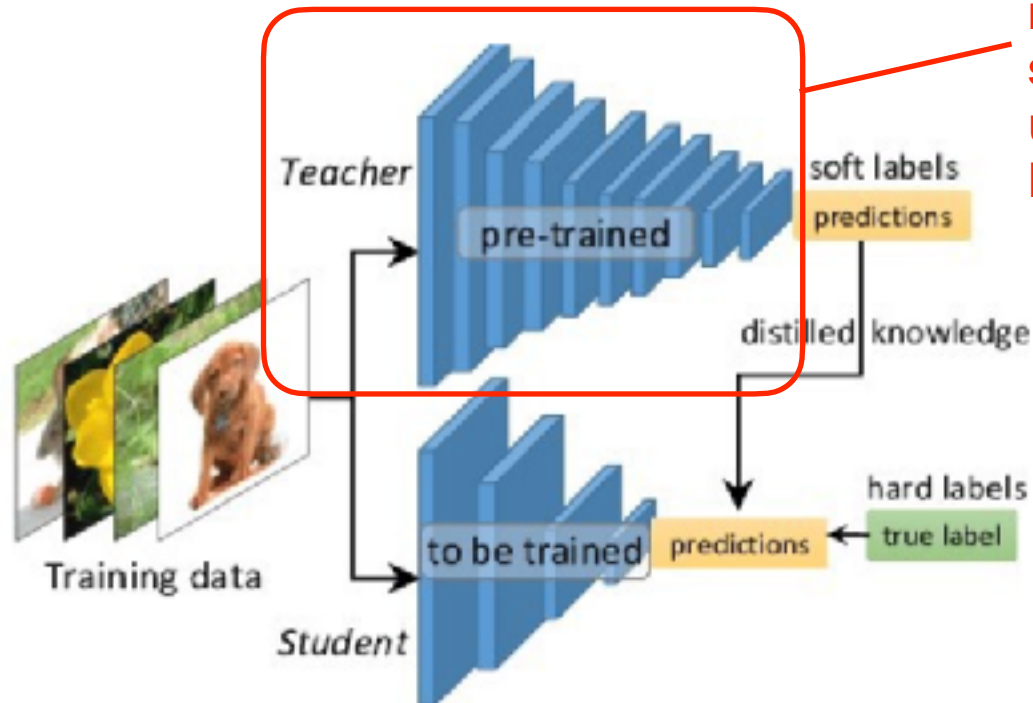 Teacher
soft labels
pre-trained
predictions
distilled knowledge
hard labels
to be trained
predictions
true label
Training data
Student